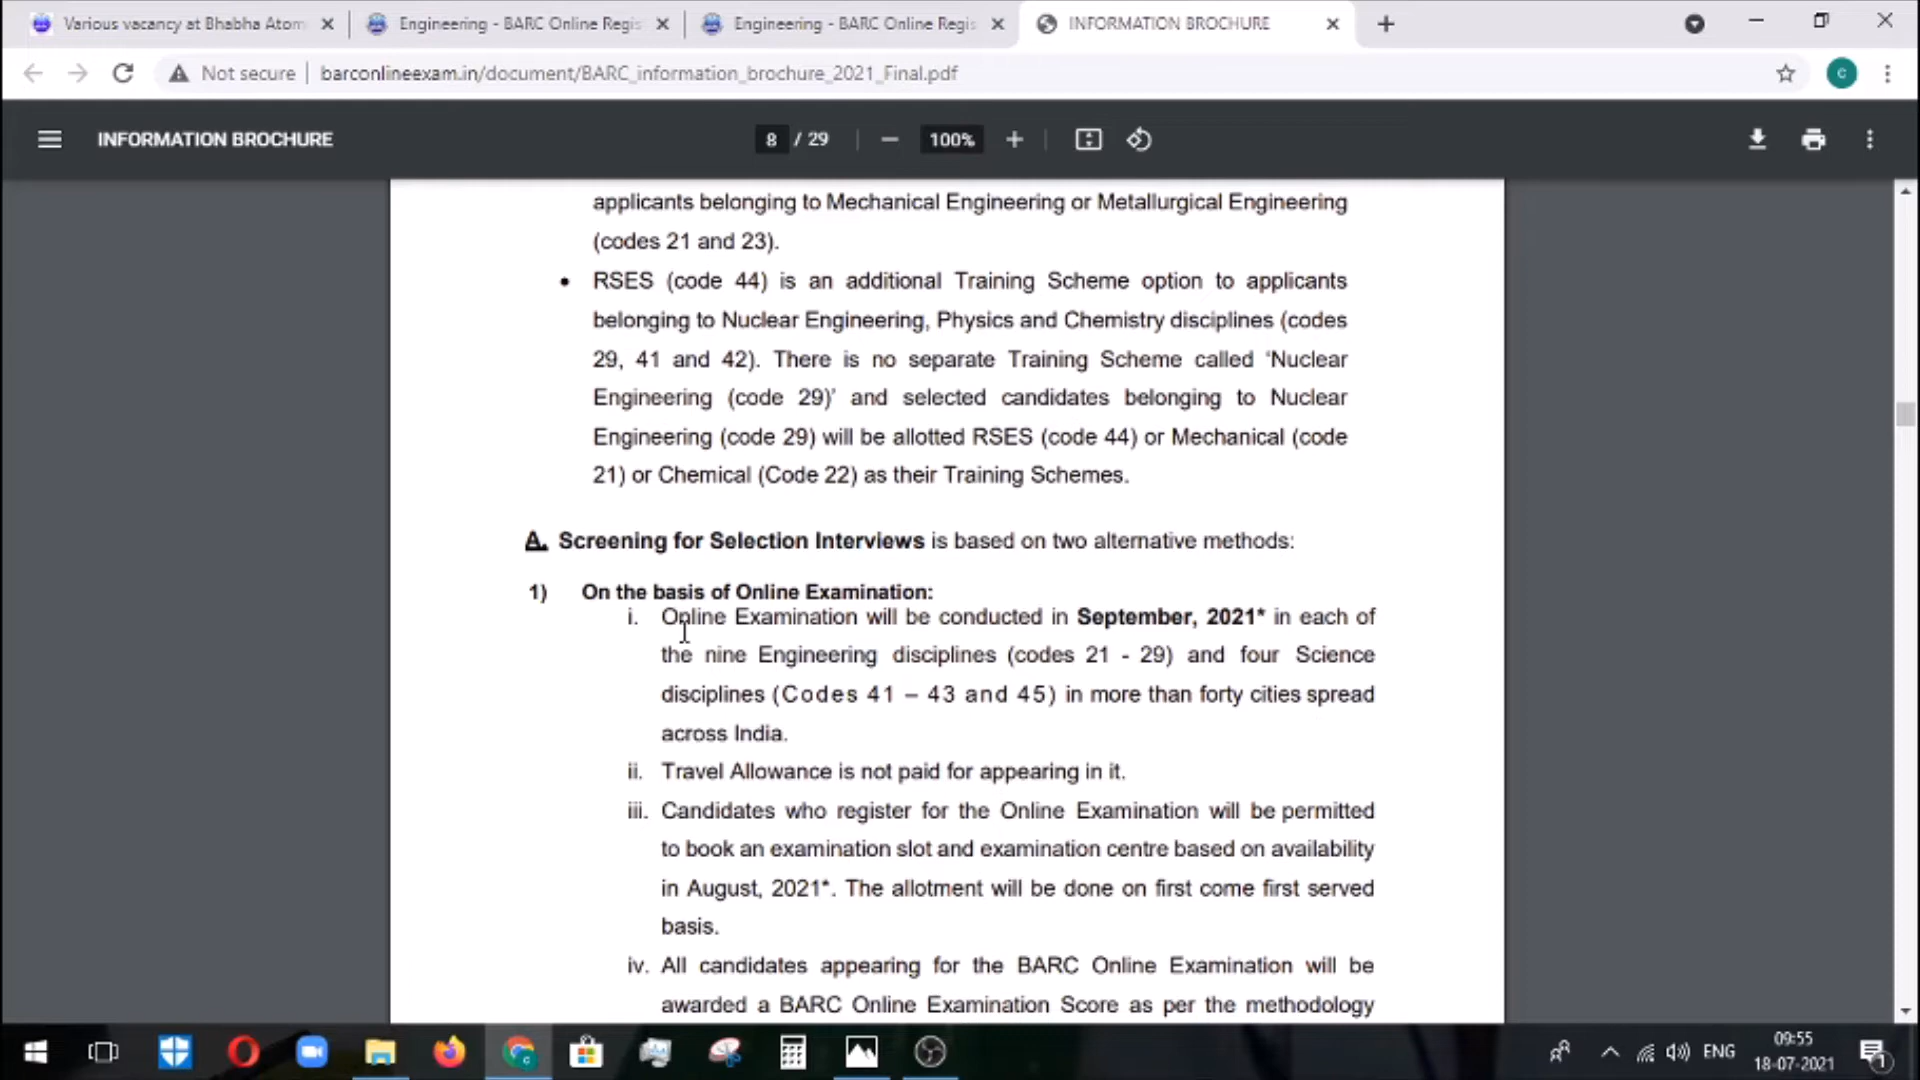 Various vacancy at Bhabha Atom
Engineering - BARC Online Regis
Engineering - BARC Online Regis
INFORMATION BROCHURE
Not secure
barconlineexam.in/document/BARC_information_brochure_2021_Final.pdf
C
INFORMATION BROCHURE
8 / 29
100%
applicants belonging to Mechanical Engineering or Metallurgical Engineering
(codes 21 and 23).
• RSES (code 44) is an additional Training Scheme option to applicants
belonging to Nuclear Engineering, Physics and Chemistry disciplines (codes
29, 41 and 42). There is no separate Training Scheme called ‘Nuclear
Engineering (code 29)’ and selected candidates belonging to Nuclear
Engineering (code 29) will be allotted RSES (code 44) or Mechanical (code
21) or Chemical (Code 22) as their Training Schemes.
A. Screening for Selection Interviews is based on two alternative methods:
1) On the basis of Online Examination:
i. Online Examination will be conducted in September, 2021* in each of
the nine Engineering disciplines (codes 21 - 29) and four Science
disciplines (Codes 41 – 43 and 45) in more than forty cities spread
across India.
ii. Travel Allowance is not paid for appearing in it.
iii. Candidates who register for the Online Examination will be permitted
to book an examination slot and examination centre based on availability
in August, 2021*. The allotment will be done on first come first served
basis.
iv. All candidates appearing for the BARC Online Examination will be
awarded a BARC Online Examination Score as per the methodology
ENG
09:55
18-07-2021
1